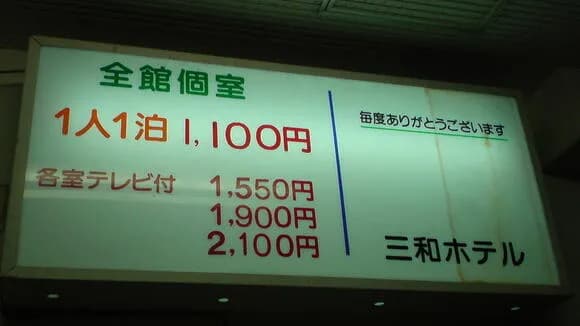 全館個室
1人1泊 1,100円
各室テレビ付 1,550円
1,900円
2,100円
毎度ありがとうございます
三和ホテル